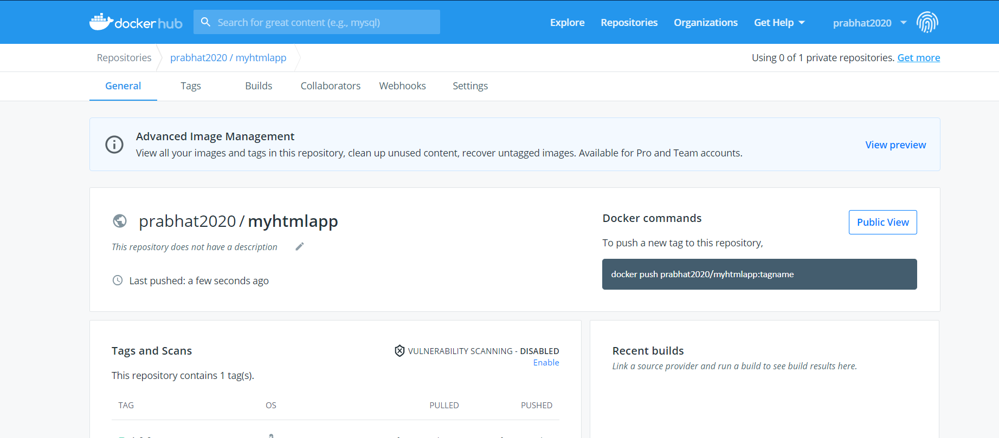 docker hub
Search for great content (e.g., mysql)
Explore Repositories Organizations Get Help prabhat2020
Repositories prabhat2020 / myhtmlapp
Using 0 of 1 private repositories. Get more
General Tags Builds Collaborators Webhooks Settings
Advanced Image Management
View all your images and tags in this repository, clean up unused content, recover untagged images. Available for Pro and Team accounts.
View preview
prabhat2020 / myhtmlapp
This repository does not have a description
Last pushed: a few seconds ago
Docker commands
Public View
To push a new tag to this repository,
docker push prabhat2020/myhtmlapp:tagname
Tags and Scans
VULNERABILITY SCANNING - DISABLED
Enable
This repository contains 1 tag(s).
TAG OS PULLED PUSHED
Recent builds
Link a source provider and run a build to see build results here.